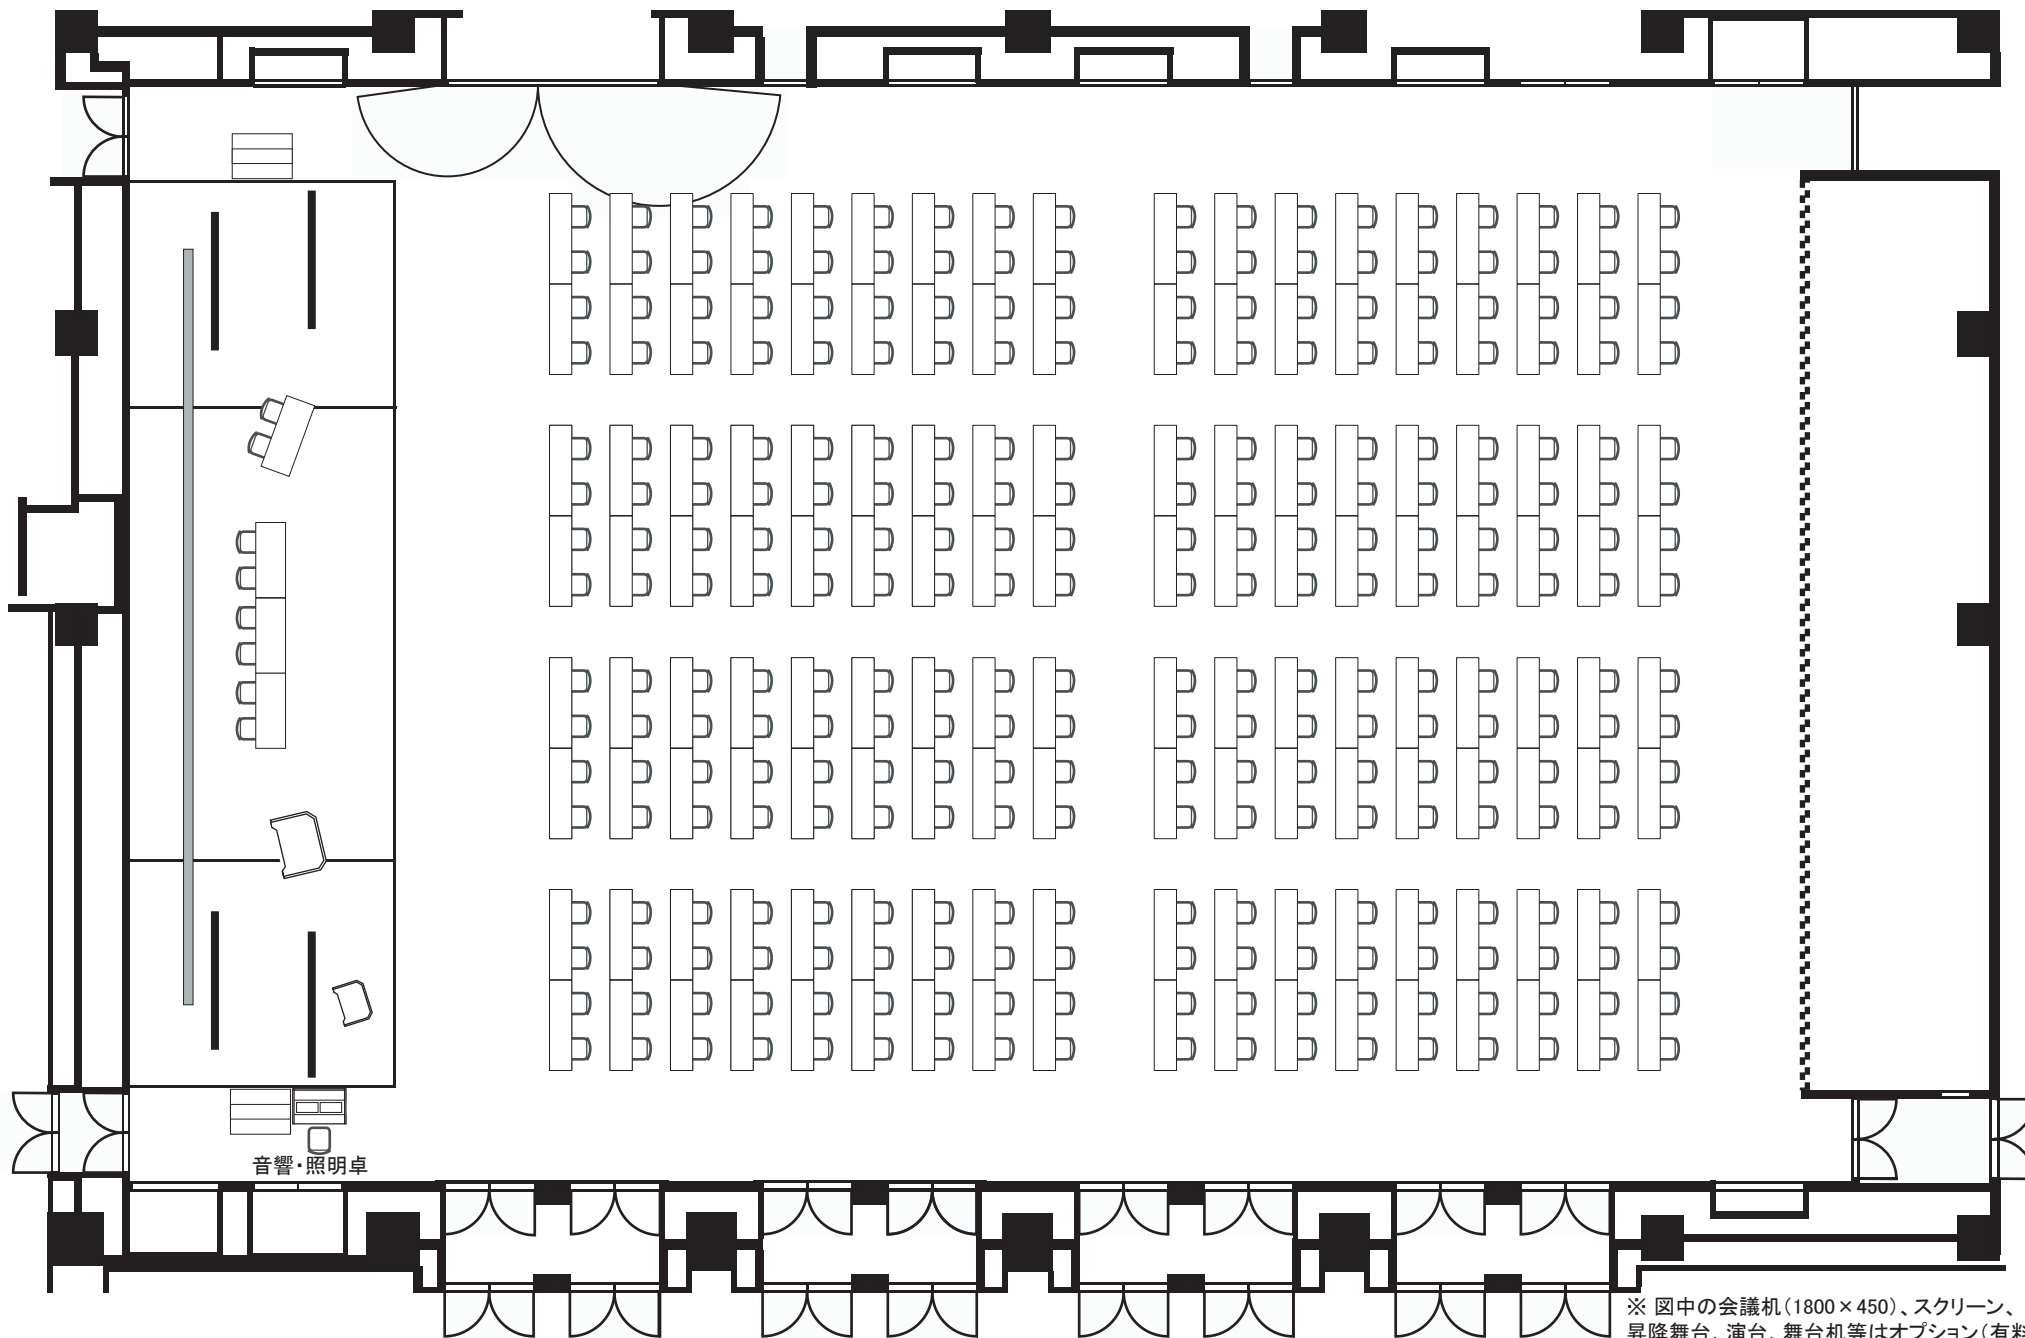 音響・照明卓
※ 図中の会議机(1800×450)、スクリーン、
昇降舞台、演台、舞台机等はオプション(有料